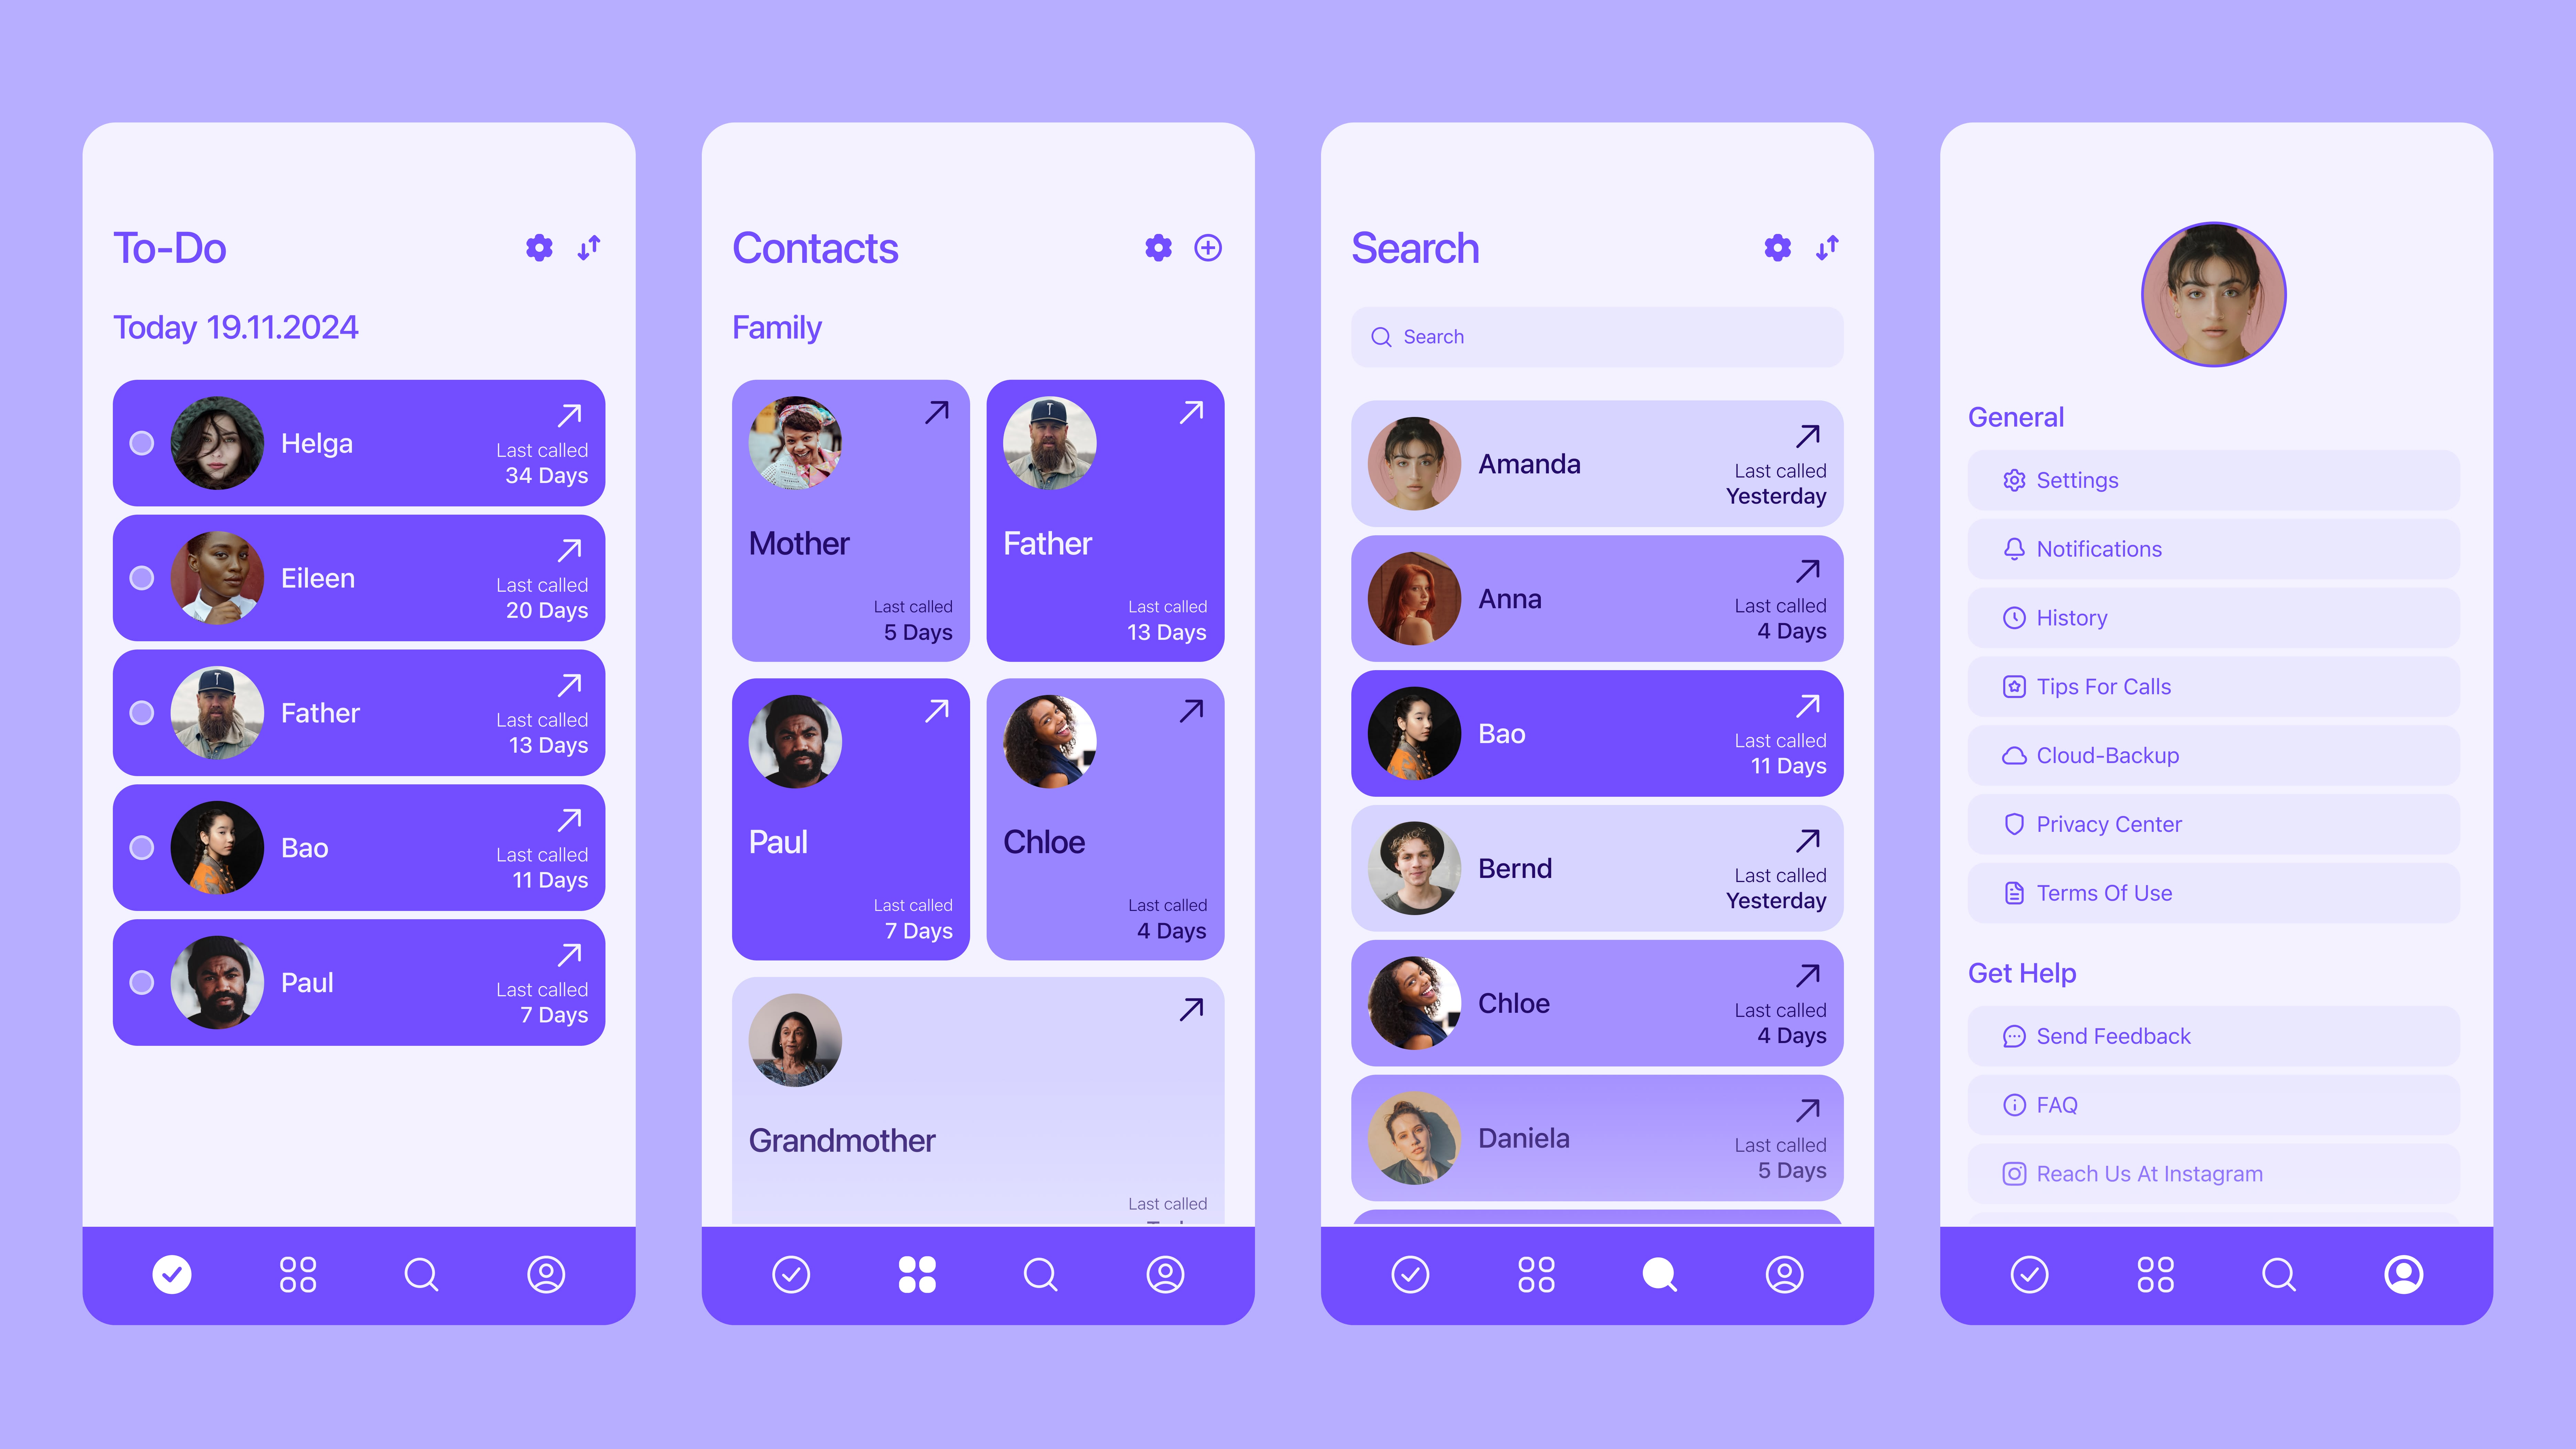 To-Do
Today 19.11.2024
Helga
Last called
34 Days
Eileen
Last called
20 Days
Father
Last called
13 Days
Bao
Last called
11 Days
Paul
Last called
7 Days
Contacts
Family
Mother
Last called
5 Days
Father
Last called
13 Days
Paul
Last called
7 Days
Chloe
Last called
4 Days
Grandmother
Last called
Search
Search
Amanda
Last called
Yesterday
Anna
Last called
4 Days
Bao
Last called
11 Days
Bernd
Last called
Yesterday
Chloe
Last called
4 Days
Daniela
Last called
5 Days
General
Settings
Notifications
History
Tips For Calls
Cloud-Backup
Privacy Center
Terms Of Use
Get Help
Send Feedback
FAQ
Reach Us At Instagram